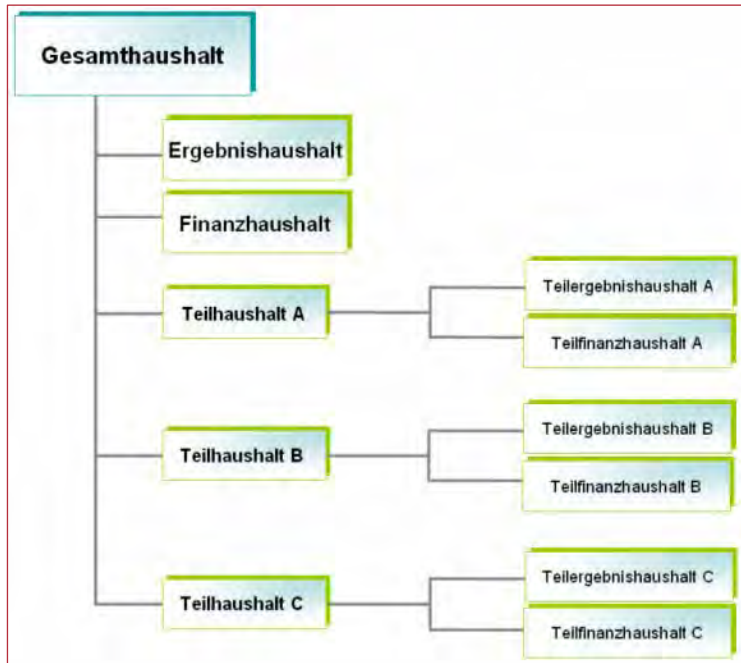 Gesamthaushalt
Ergebnishaushalt
Finanzhaushalt
Teilhaushalt A
Teilergebnishaushalt A
Teilfinanzhaushalt A
Teilhaushalt B
Teilergebnishaushalt B
Teilfinanzhaushalt B
Teilhaushalt C
Teilergebnishaushalt C
Teilfinanzhaushalt C